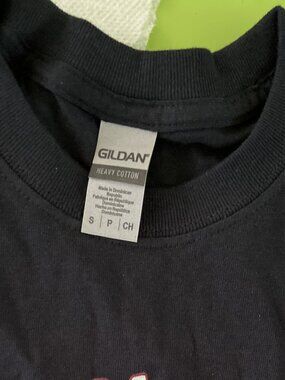 GILDAN
HEAVY COTTON
Made in Dominican
Republic
Fabriqué en République
Dominicaine
Hecho en República
Dominicana
S | P | CH